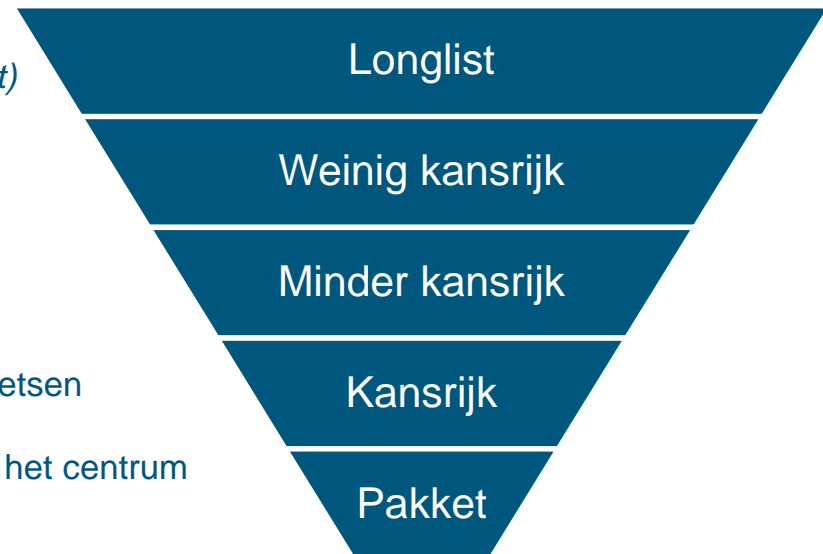 Longlist
t)
Weinig kansrijk
Minder kansrijk
etsen
Kansrijk
het centrum
Pakket